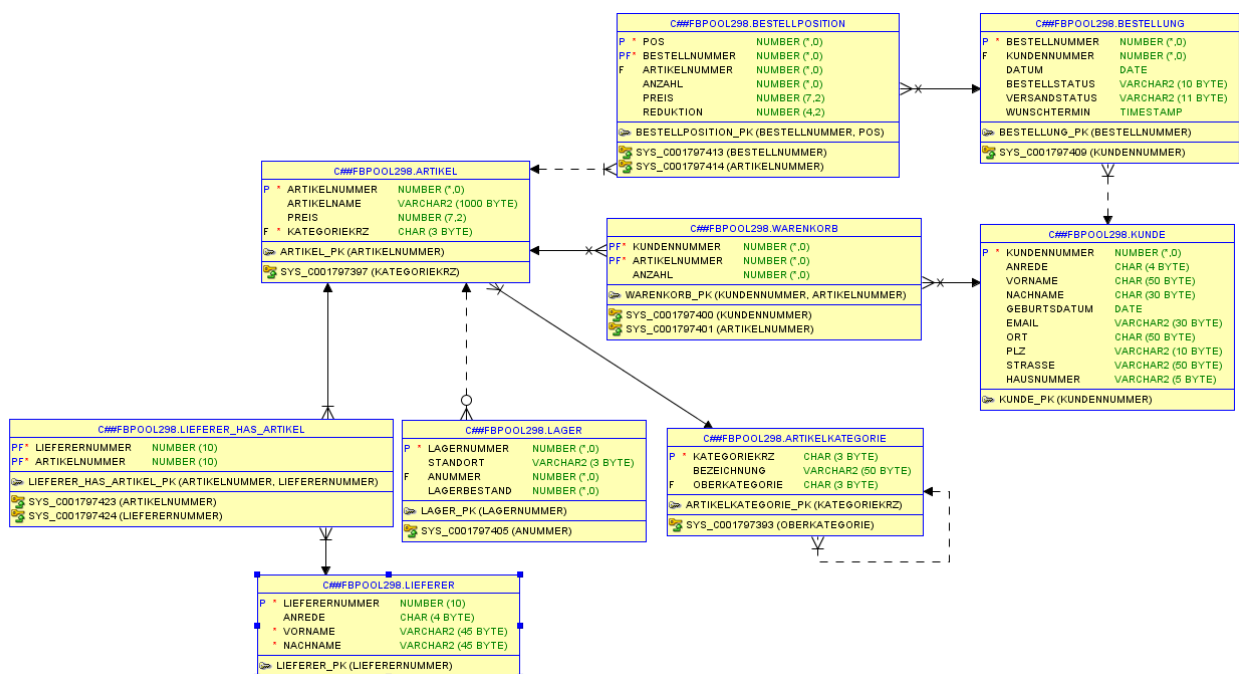 C##FBPOOL298.BESTELLPOSITION
P * POS NUMBER (*,0)
PF* BESTELLNUMMER NUMBER (*,0)
F ARTIKELNUMMER NUMBER (*,0)
ANZAHL NUMBER (*,0)
PREIS NUMBER (7,2)
REDUKTION NUMBER (4,2)
BESTELLPOSITION_PK (BESTELLNUMMER, POS)
SYS_C001797413 (BESTELLNUMMER)
SYS_C001797414 (ARTIKELNUMMER)
C##FBPOOL298.BESTELLUNG
P * BESTELLNUMMER NUMBER (*,0)
F KUNDENNUMMER NUMBER (*,0)
DATUM DATE
BESTELLSTATUS VARCHAR2 (10 BYTE)
VERSANDSTATUS VARCHAR2 (11 BYTE)
WUNSCHTERMIN TIMESTAMP
BESTELLUNG_PK (BESTELLNUMMER)
SYS_C001797409 (KUNDENNUMMER)
C##FBPOOL298.ARTIKEL
P * ARTIKELNUMMER NUMBER (*,0)
ARTIKELNAME VARCHAR2 (1000 BYTE)
PREIS NUMBER (7,2)
F * KATEGORIEKRZ CHAR (3 BYTE)
ARTIKEL_PK (ARTIKELNUMMER)
SYS_C001797397 (KATEGORIEKRZ)
C##FBPOOL298.WARENKORB
PF* KUNDENNUMMER NUMBER (*,0)
PF* ARTIKELNUMMER NUMBER (*,0)
ANZAHL NUMBER (*,0)
WARENKORB_PK (KUNDENNUMMER, ARTIKELNUMMER)
SYS_C001797400 (KUNDENNUMMER)
SYS_C001797401 (ARTIKELNUMMER)
C##FBPOOL298.KUNDE
P * KUNDENNUMMER NUMBER (*,0)
ANREDE CHAR (4 BYTE)
VORNAME CHAR (50 BYTE)
NACHNAME CHAR (30 BYTE)
GEBURTSDATUM DATE
EMAIL VARCHAR2 (30 BYTE)
ORT CHAR (50 BYTE)
PLZ VARCHAR2 (10 BYTE)
STRASSE VARCHAR2 (50 BYTE)
HAUSNUMMER VARCHAR2 (5 BYTE)
KUNDE_PK (KUNDENNUMMER)
C##FBPOOL298.LIEFERER_HAS_ARTIKEL
PF* LIEFERERNUMMER NUMBER (10)
PF* ARTIKELNUMMER NUMBER (10)
LIEFERER_HAS_ARTIKEL_PK (ARTIKELNUMMER, LIEFERERNUMMER)
SYS_C001797423 (ARTIKELNUMMER)
SYS_C001797424 (LIEFERERNUMMER)
C##FBPOOL298.LAGER
P * LAGERNUMMER NUMBER (*,0)
STANDORT VARCHAR2 (3 BYTE)
F ANUMMER NUMBER (*,0)
LAGERBESTAND NUMBER (*,0)
LAGER_PK (LAGERNUMMER)
SYS_C001797405 (ANUMMER)
C##FBPOOL298.ARTIKELKATEGORIE
P * KATEGORIEKRZ CHAR (3 BYTE)
BEZEICHNUNG VARCHAR2 (50 BYTE)
F OBERKATEGORIE CHAR (3 BYTE)
ARTIKELKATEGORIE_PK (KATEGORIEKRZ)
SYS_C001797393 (OBERKATEGORIE)
C##FBPOOL298.LIEFERER
P * LIEFERERNUMMER NUMBER (10)
ANREDE CHAR (4 BYTE)
* VORNAME VARCHAR2 (45 BYTE)
* NACHNAME VARCHAR2 (45 BYTE)
LIEFERER_PK (LIEFERERNUMMER)